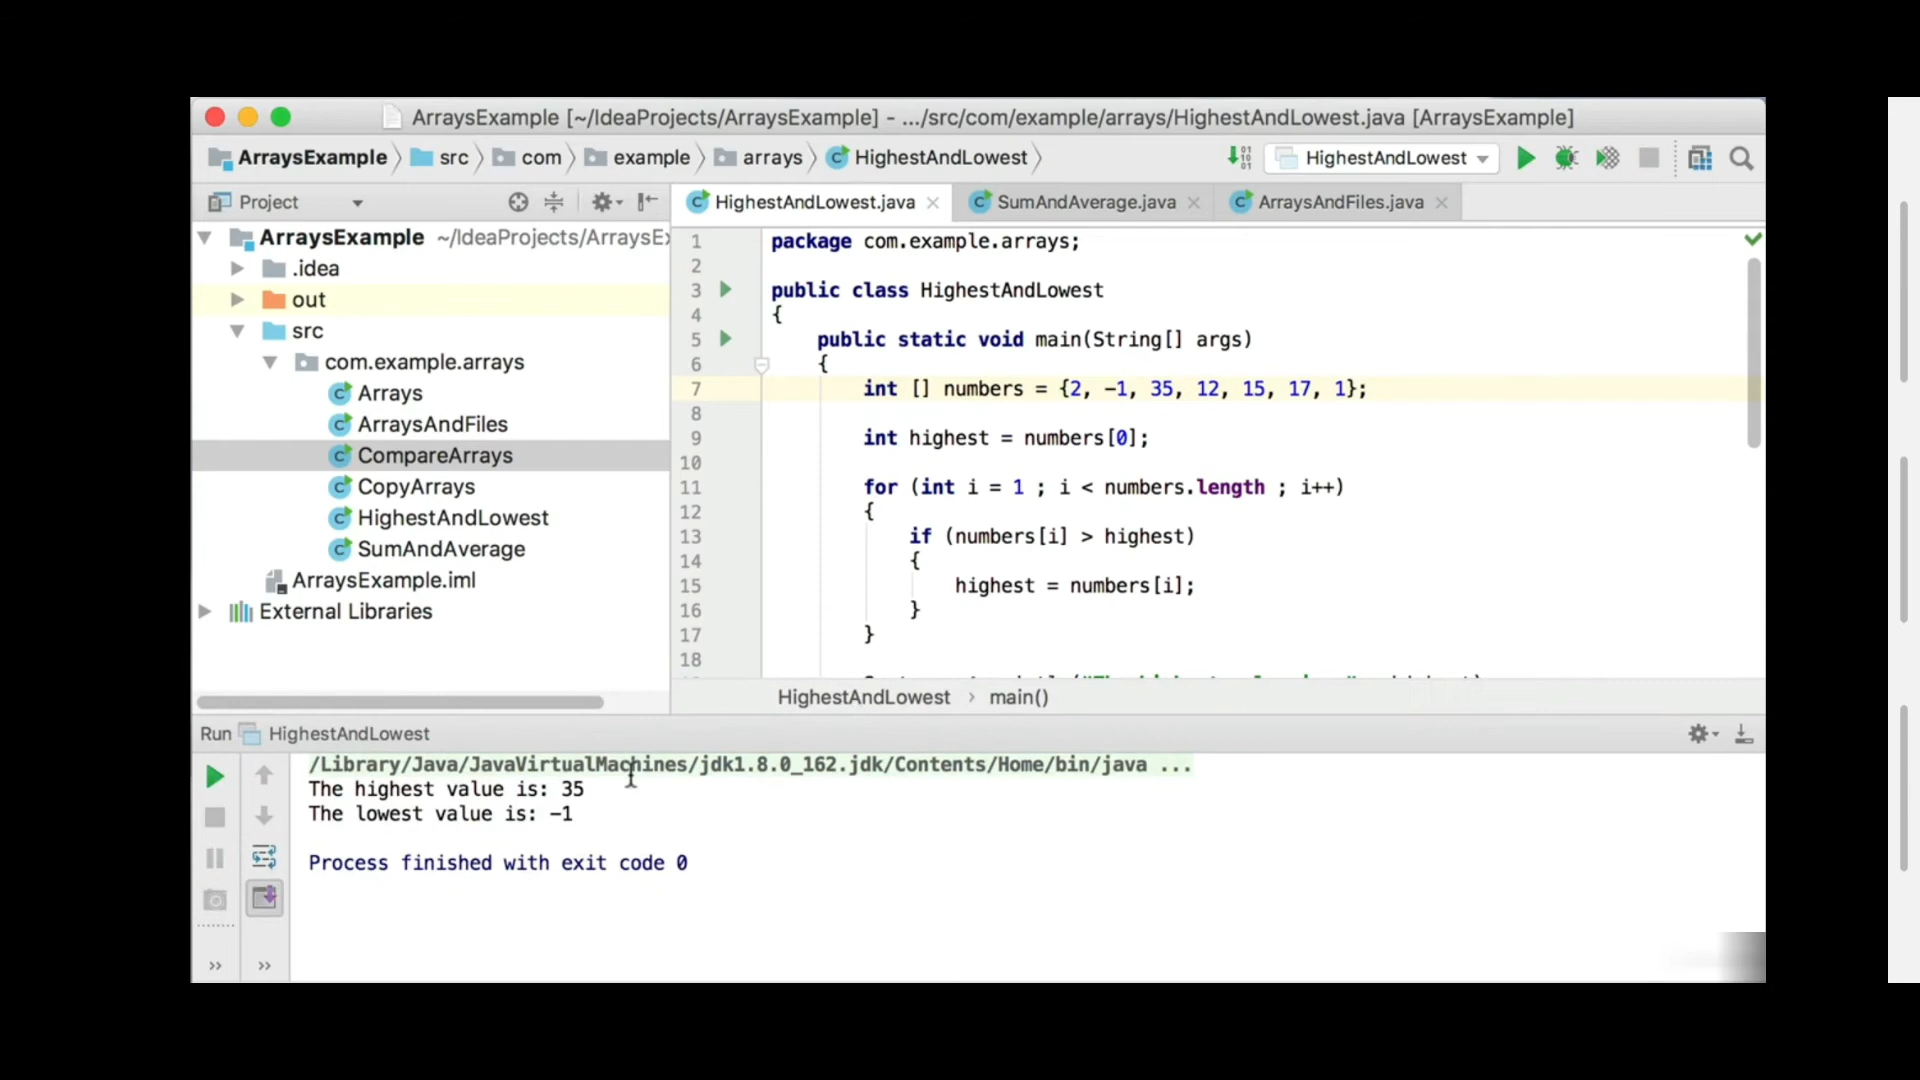 ArraysExample [~/IdeaProjects/ArraysExample] - .../src/com/example/arrays/HighestAndLowest.java [ArraysExample]
ArraysExample src com example arrays HighestAndLowest HighestAndLowest
Project
HighestAndLowest.java SumAndAverage.java ArraysAndFiles.java
ArraysExample ~/IdeaProjects/ArraysEx
.idea
out
src
com.example.arrays
Arrays
ArraysAndFiles
CompareArrays
CopyArrays
HighestAndLowest
SumAndAverage
ArraysExample.iml
External Libraries
1 package com.example.arrays;
2
3 public class HighestAndLowest
4 {
5 public static void main(String[] args)
6 {
7 int [] numbers = {2, -1, 35, 12, 15, 17, 1};
8
9 int highest = numbers[0];
10
11 for (int i = 1 ; i < numbers.length ; i++)
12 {
13 if (numbers[i] > highest)
14 {
15 highest = numbers[i];
16 }
17 }
18
HighestAndLowest › main()
Run HighestAndLowest
/Library/Java/JavaVirtualMachines/jdk1.8.0_162.jdk/Contents/Home/bin/java ...
The highest value is: 35
The lowest value is: -1
Process finished with exit code 0